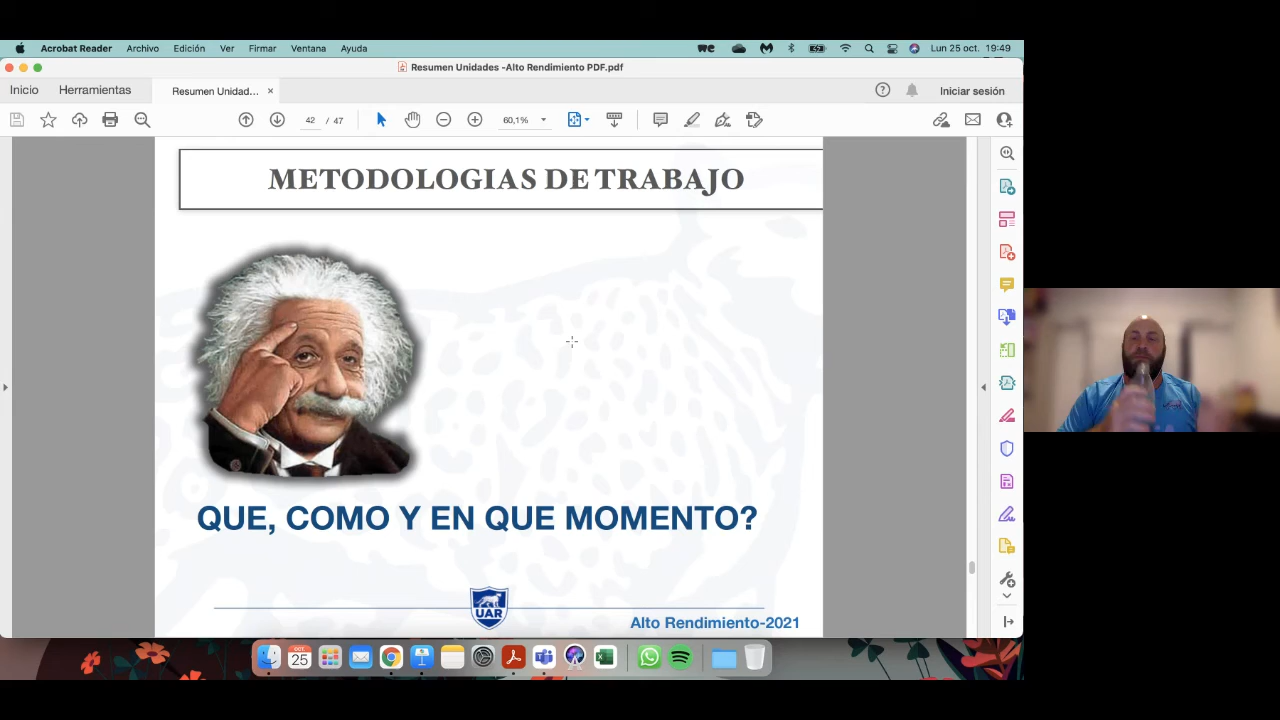 Acrobat Reader Archivo Edición Ver Firmar Ventana Ayuda Lun 25 oct. 19:49
Resumen Unidades -Alto Rendimiento PDF.pdf
Inicio Herramientas Resumen Unidad... × Iniciar sesión
42 / 47 60,1%
METODOLOGIAS DE TRABAJO
QUE, COMO Y EN QUE MOMENTO?
UAR
Alto Rendimiento-2021
OCT.
25